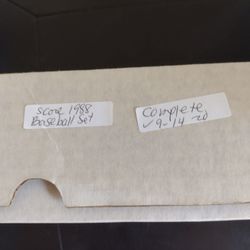 Score 1988
Baseball Set
Complete
✓ 9-14-20